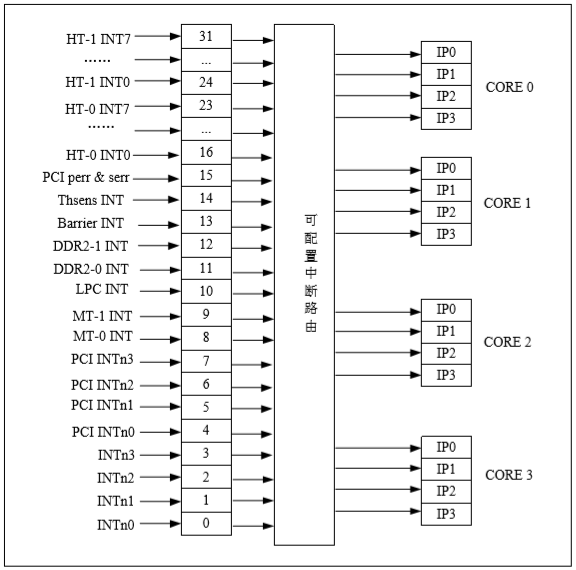 HT-1 INT7 31
...... ...
HT-1 INT0 24
HT-0 INT7 23
...... ...
HT-0 INT0 16
PCI perr & serr 15
Thsens INT 14
Barrier INT 13
DDR2-1 INT 12
DDR2-0 INT 11
LPC INT 10
MT-1 INT 9
MT-0 INT 8
PCI INTn3 7
PCI INTn2 6
PCI INTn1 5
PCI INTn0 4
INTn3 3
INTn2 2
INTn1 1
INTn0 0
可配置中断路由
IP0
IP1
IP2
IP3
CORE 0
IP0
IP1
IP2
IP3
CORE 1
IP0
IP1
IP2
IP3
CORE 2
IP0
IP1
IP2
IP3
CORE 3